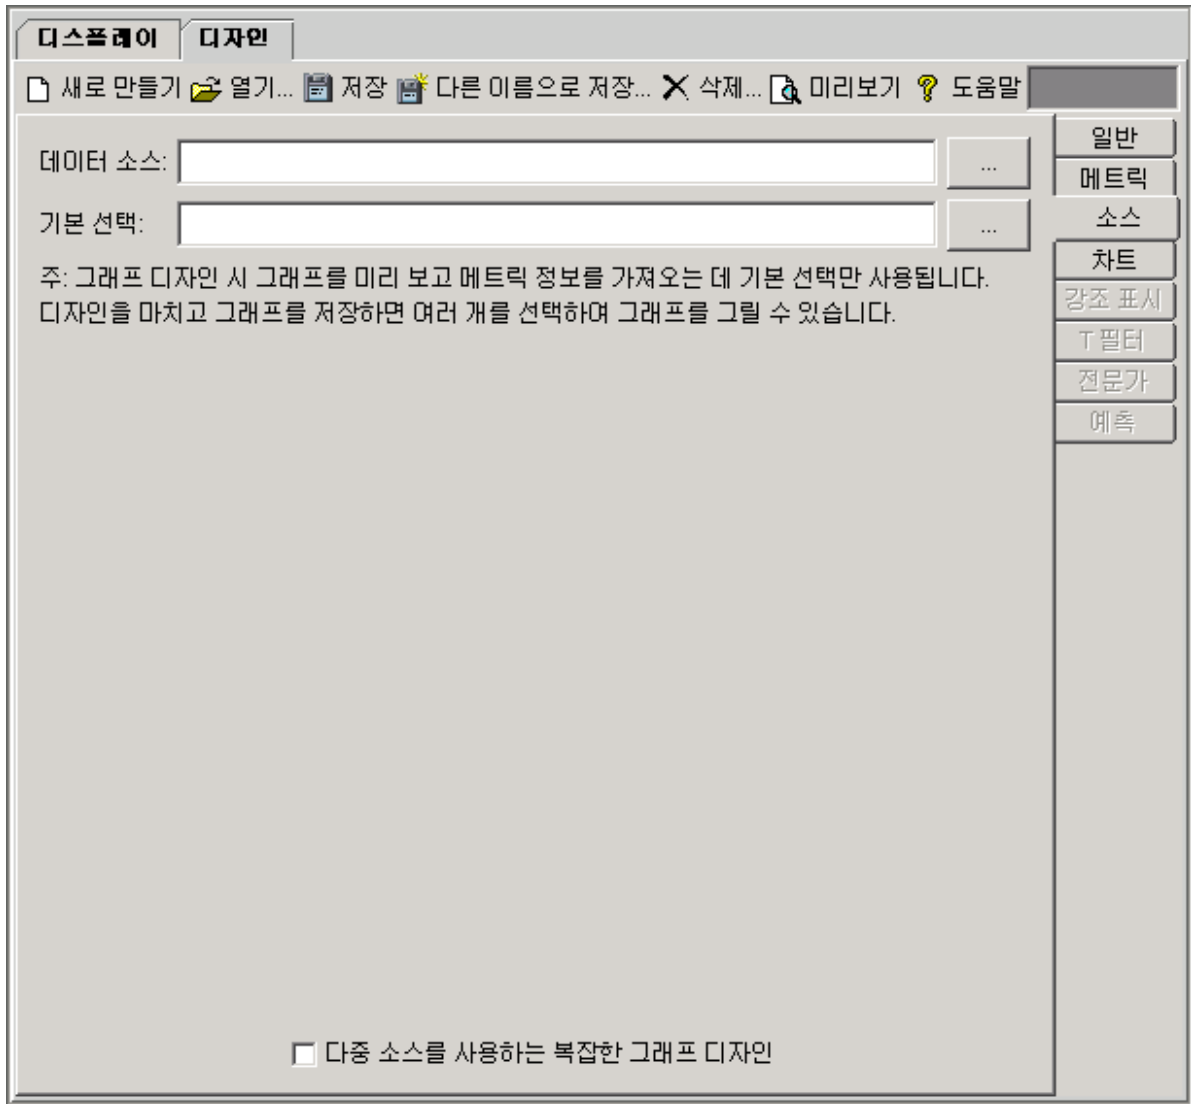 디스플레이 디자인
새로 만들기 열기... 저장 다른 이름으로 저장... 삭제... 미리보기 도움말
일반
데이터 소스: ...
메트릭
기본 선택: ...
소스
차트
주: 그래프 디자인 시 그래프를 미리 보고 메트릭 정보를 가져오는 데 기본 선택만 사용됩니다.
디자인을 마치고 그래프를 저장하면 여러 개를 선택하여 그래프를 그릴 수 있습니다.
강조 표시
T 필터
전문가
예측
다중 소스를 사용하는 복잡한 그래프 디자인